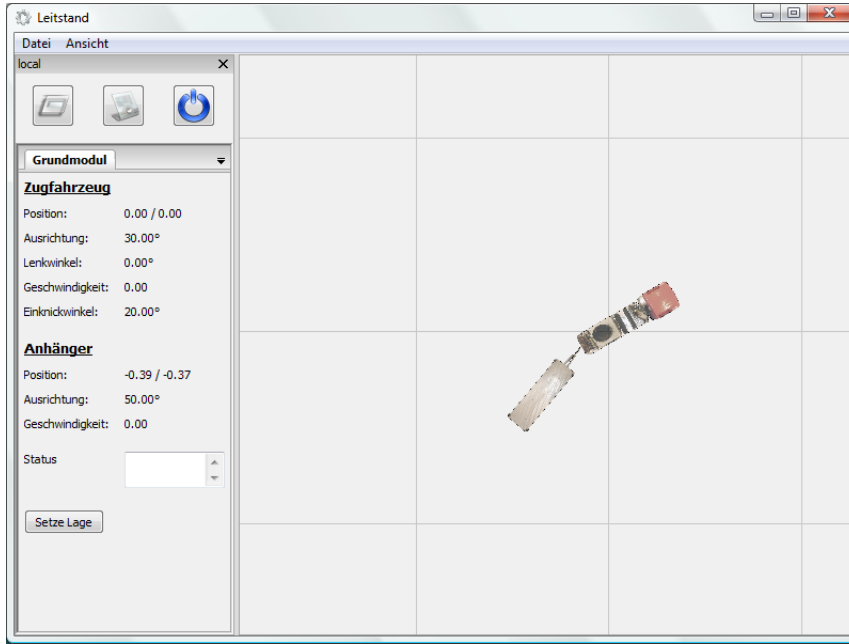 Leitstand
Datei Ansicht
local
Grundmodul
Zugfahrzeug
Position: 0.00 / 0.00
Ausrichtung: 30.00°
Lenkwinkel: 0.00°
Geschwindigkeit: 0.00
Einknickwinkel: 20.00°
Anhänger
Position: -0.39 / -0.37
Ausrichtung: 50.00°
Geschwindigkeit: 0.00
Status
Setze Lage